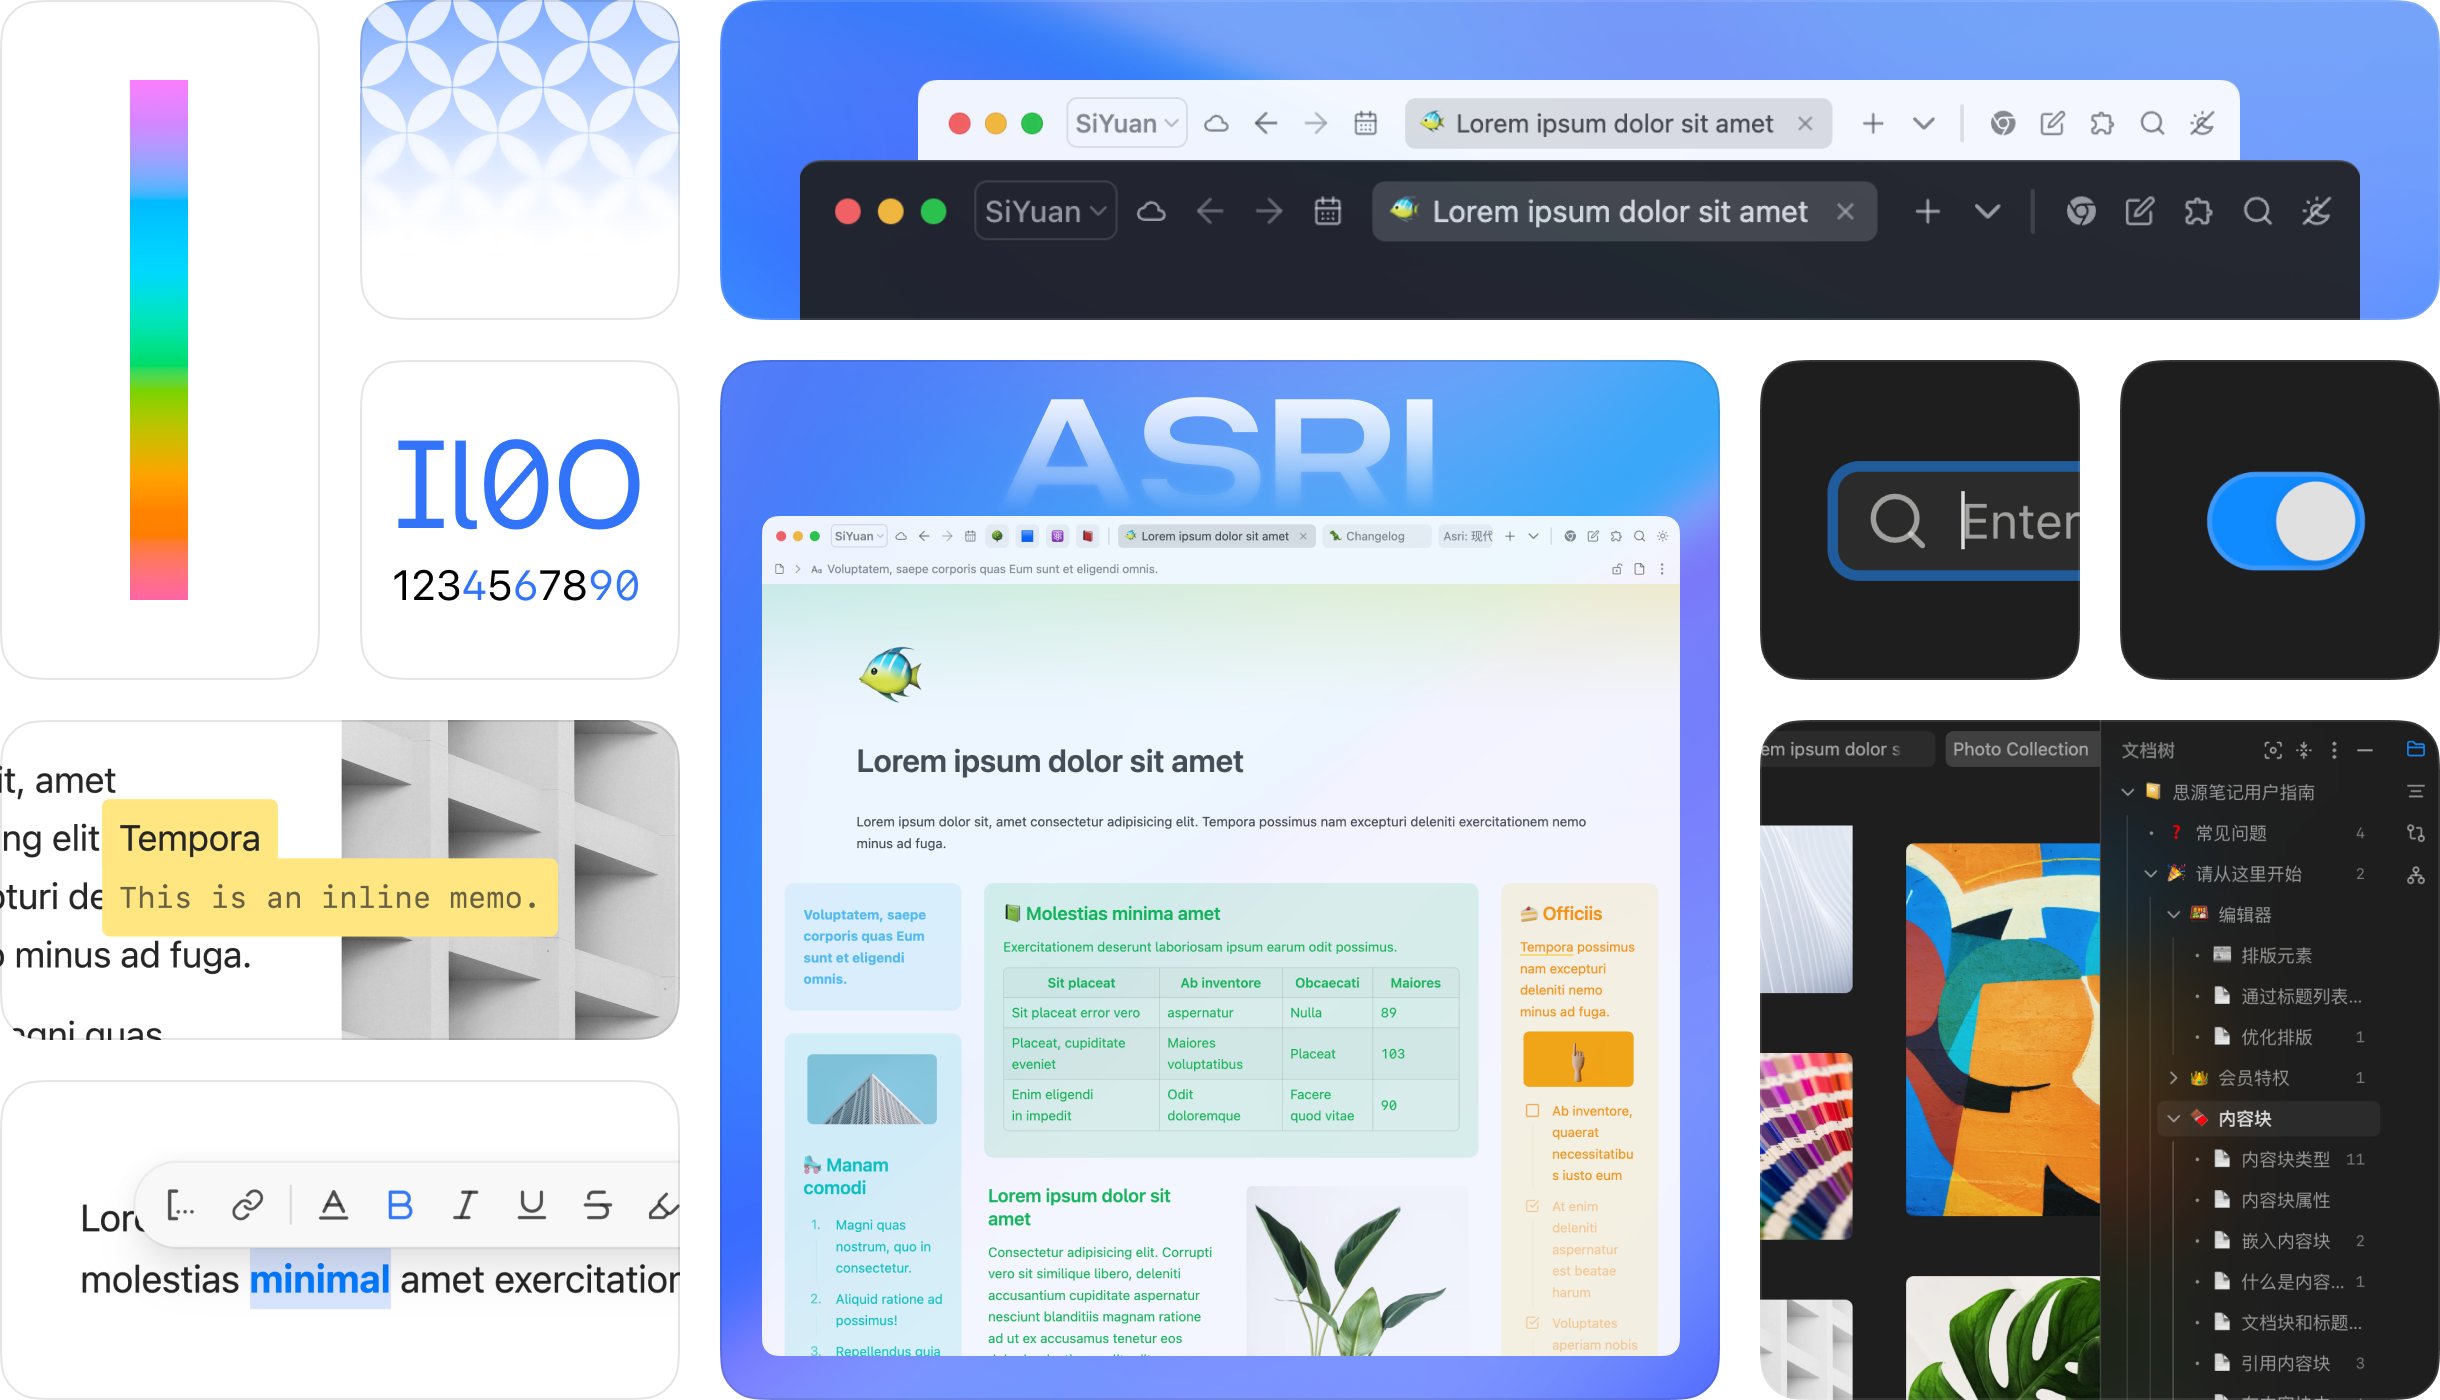 SiYuan
Lorem ipsum dolor sit amet
SiYuan
Lorem ipsum dolor sit amet
Il0O
1234567890
ASRI
SiYuan
Lorem ipsum dolor sit amet
Changelog
Asri: 现代
Voluptatem, saepe corporis quas Eum sunt et eligendi omnis.
Lorem ipsum dolor sit amet
Lorem ipsum dolor sit, amet consectetur adipisicing elit. Tempora possimus nam excepturi deleniti exercitationem nemo
minus ad fuga.
Voluptatem, saepe
corporis quas Eum
sunt et eligendi
omnis.
Manam
comodi
1. Magni quas
nostrum, quo in
consectetur.
2. Aliquid ratione ad
possimus!
3. Repellendus quia
Molestias minima amet
Exercitationem deserunt laboriosam ipsum earum odit possimus.
Sit placeat Ab inventore Obcaecati Maiores
Sit placeat error vero aspernatur Nulla 89
Placeat, cupiditate
eveniet
Maiores
voluptatibus
Placeat
103
Enim eligendi
in impedit
Odit
doloremque
Facere
quod vitae
90
Lorem ipsum dolor sit
amet
Consectetur adipisicing elit. Corrupti
vero sit similique libero, deleniti
accusantium cupiditate aspernatur
nesciunt blanditiis magnam ratione
ad ut ex accusamus tenetur eos
Officiis
Tempora possimus
nam excepturi
deleniti nemo
minus ad fuga.
Ab inventore,
quaerat
necessitatibu
s iusto eum
At enim
deleniti
aspernatur
est beatae
harum
Voluptates
aperiam nobis
Enter
it, amet
ing elit Tempora
pturi de This is an inline memo.
o minus ad fuga.
agni quas
Lore
[...
A B I U S
molestias minimal amet exercitation
em ipsum dolor s
Photo Collection
文档树
思源笔记用户指南
常见问题 4
请从这里开始 2
编辑器
排版元素
通过标题列表...
优化排版 1
会员特权 1
内容块
内容块类型 11
内容块属性
嵌入内容块 2
什么是内容... 1
文档块和标题...
引用内容块 3